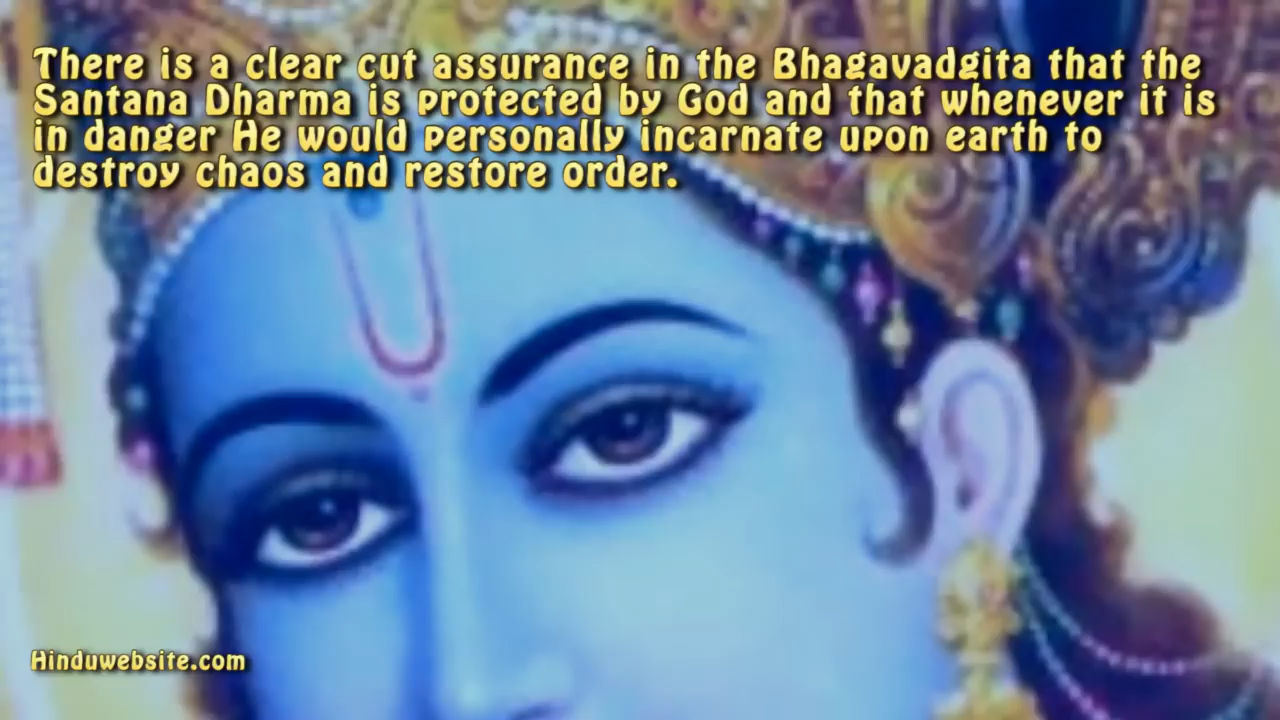 There is a clear cut assurance in the Bhagavadgita that the
Santana Dharma is protected by God and that whenever it is
in danger He would personally incarnate upon earth to
destroy chaos and restore order.
Hinduwebsite.com